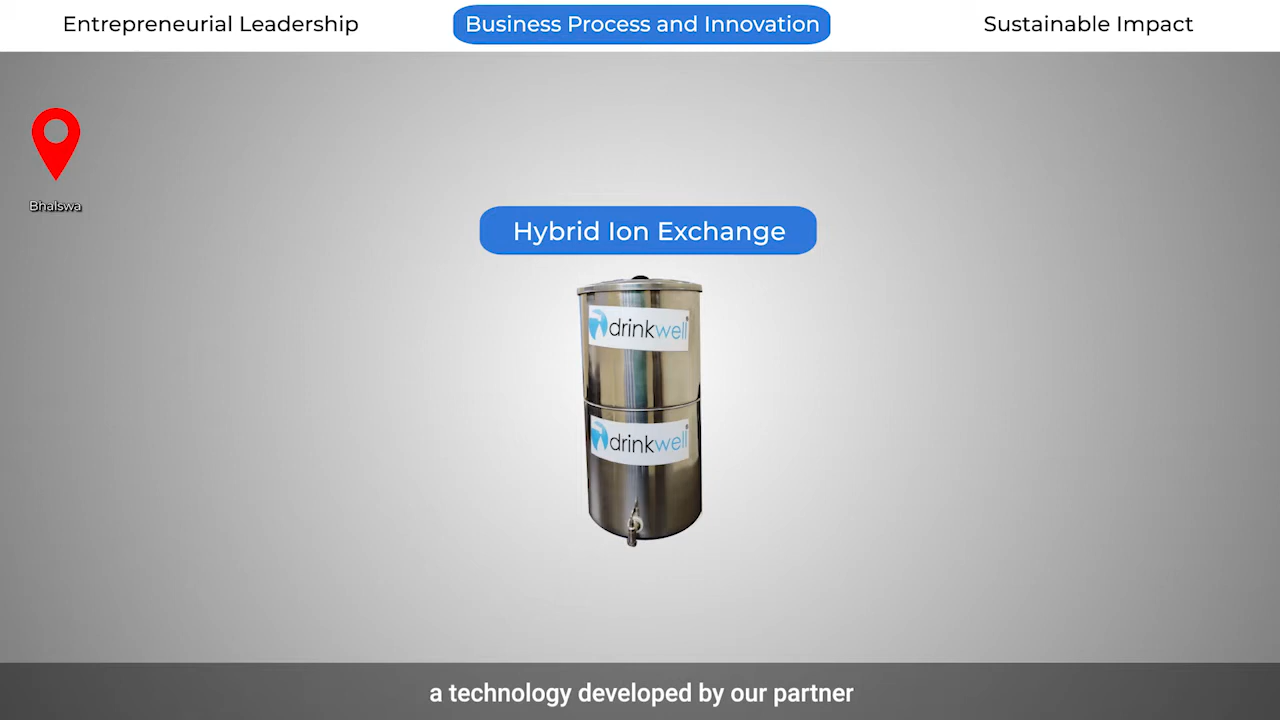 Entrepreneurial Leadership
Business Process and Innovation
Sustainable Impact
Bhalswa
Hybrid Ion Exchange
drinkwell®
drinkwell®
a technology developed by our partner